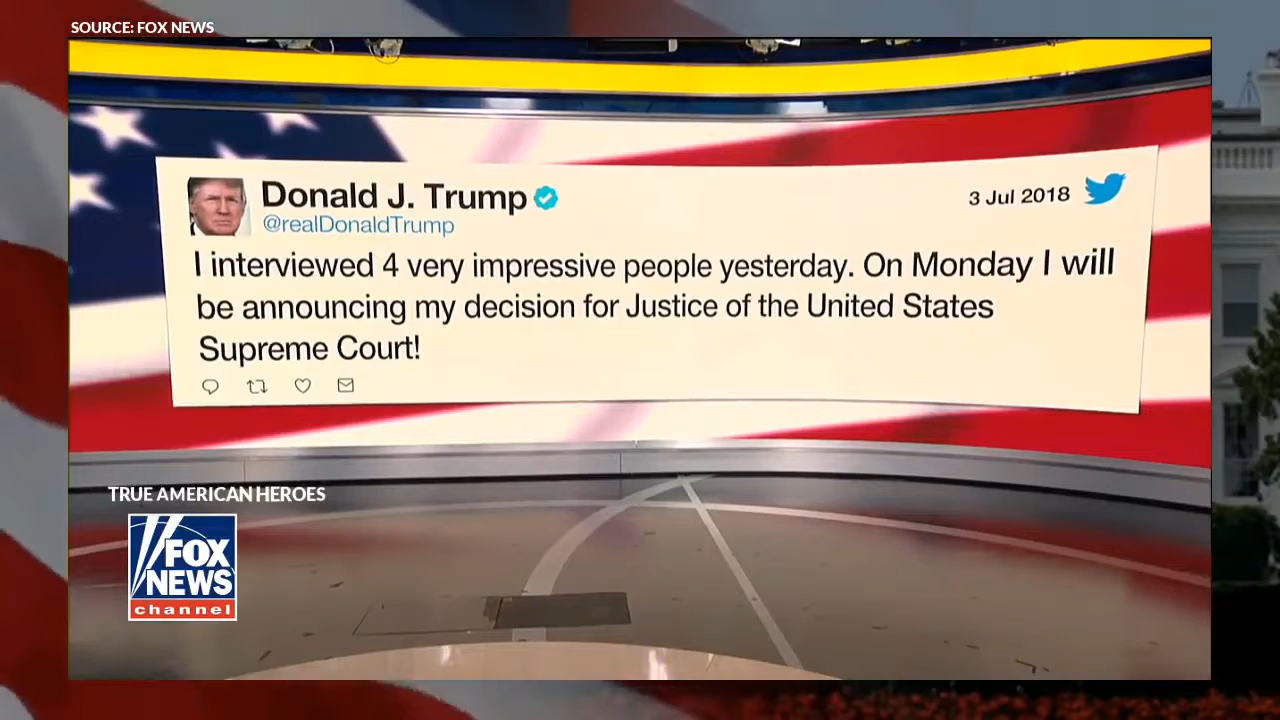 SOURCE: FOX NEWS
Donald J. Trump
3 Jul 2018
@realDonaldTrump
I interviewed 4 very impressive people yesterday. On Monday I will
be announcing my decision for Justice of the United States
Supreme Court!
TRUE AMERICAN HEROES
FOX
NEWS
channel